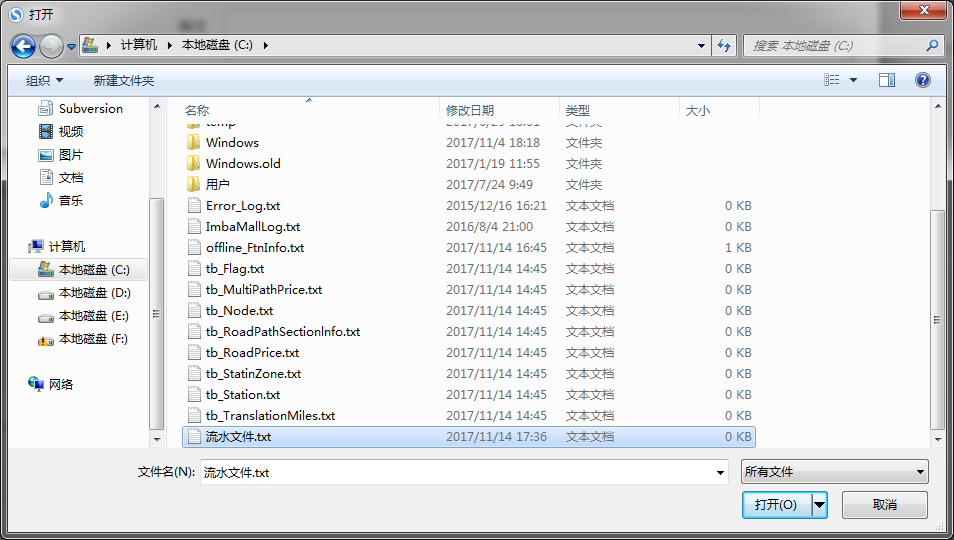 打开
计算机 本地磁盘 (C:) 搜索 本地磁盘 (C:)
组织 新建文件夹
Subversion
视频
图片
文档
音乐
计算机
本地磁盘 (C:)
本地磁盘 (D:)
本地磁盘 (E:)
本地磁盘 (F:)
网络
名称 修改日期 类型 大小
temp 文件夹
Windows 2017/11/4 18:18 文件夹
Windows.old 2017/1/19 11:55 文件夹
用户 2017/7/24 9:49 文件夹
Error_Log.txt 2015/12/16 16:21 文本文档 0 KB
ImbaMallLog.txt 2016/8/4 21:00 文本文档 0 KB
offline_FtnInfo.txt 2017/11/14 16:45 文本文档 1 KB
tb_Flag.txt 2017/11/14 14:45 文本文档 0 KB
tb_MultiPathPrice.txt 2017/11/14 14:45 文本文档 0 KB
tb_Node.txt 2017/11/14 14:45 文本文档 0 KB
tb_RoadPathSectionInfo.txt 2017/11/14 14:45 文本文档 0 KB
tb_RoadPrice.txt 2017/11/14 14:45 文本文档 0 KB
tb_StatinZone.txt 2017/11/14 14:45 文本文档 0 KB
tb_Station.txt 2017/11/14 14:45 文本文档 0 KB
tb_TranslationMiles.txt 2017/11/14 14:45 文本文档 0 KB
流水文件.txt 2017/11/14 17:36 文本文档 0 KB
文件名(N): 流水文件.txt 所有文件
打开(O) 取消